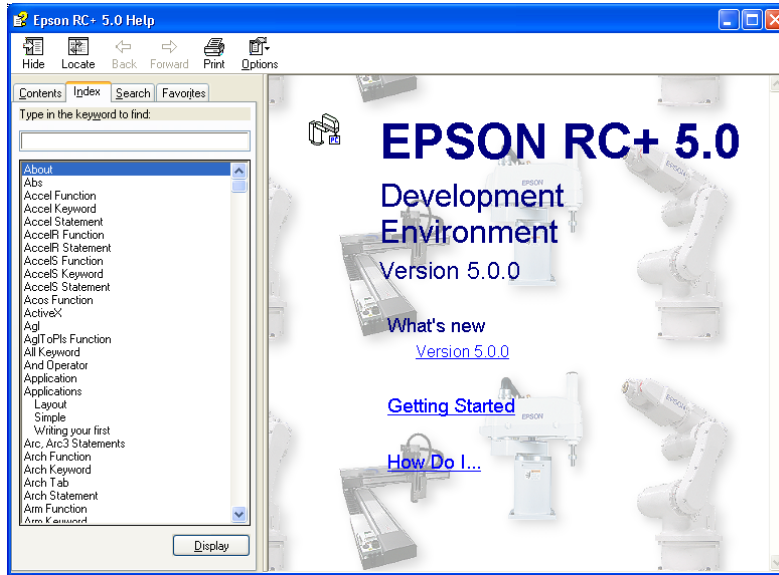 Epson RC+ 5.0 Help
Hide Locate Back Forward Print Options
Contents Index Search Favorites
Type in the keyword to find:
About
Abs
Accel Function
Accel Keyword
Accel Statement
AccelR Function
AccelR Statement
AccelS Function
AccelS Keyword
AccelS Statement
Acos Function
ActiveX
Agl
AglToPls Function
All Keyword
And Operator
Application
Applications
Layout
Simple
Writing your first
Arc, Arc3 Statements
Arch Function
Arch Keyword
Arch Tab
Arch Statement
Arm Function
Arm Keyword
Display
EPSON RC+ 5.0
Development
Environment
Version 5.0.0
What's new
Version 5.0.0
Getting Started
How Do I...
EPSON
EPSON